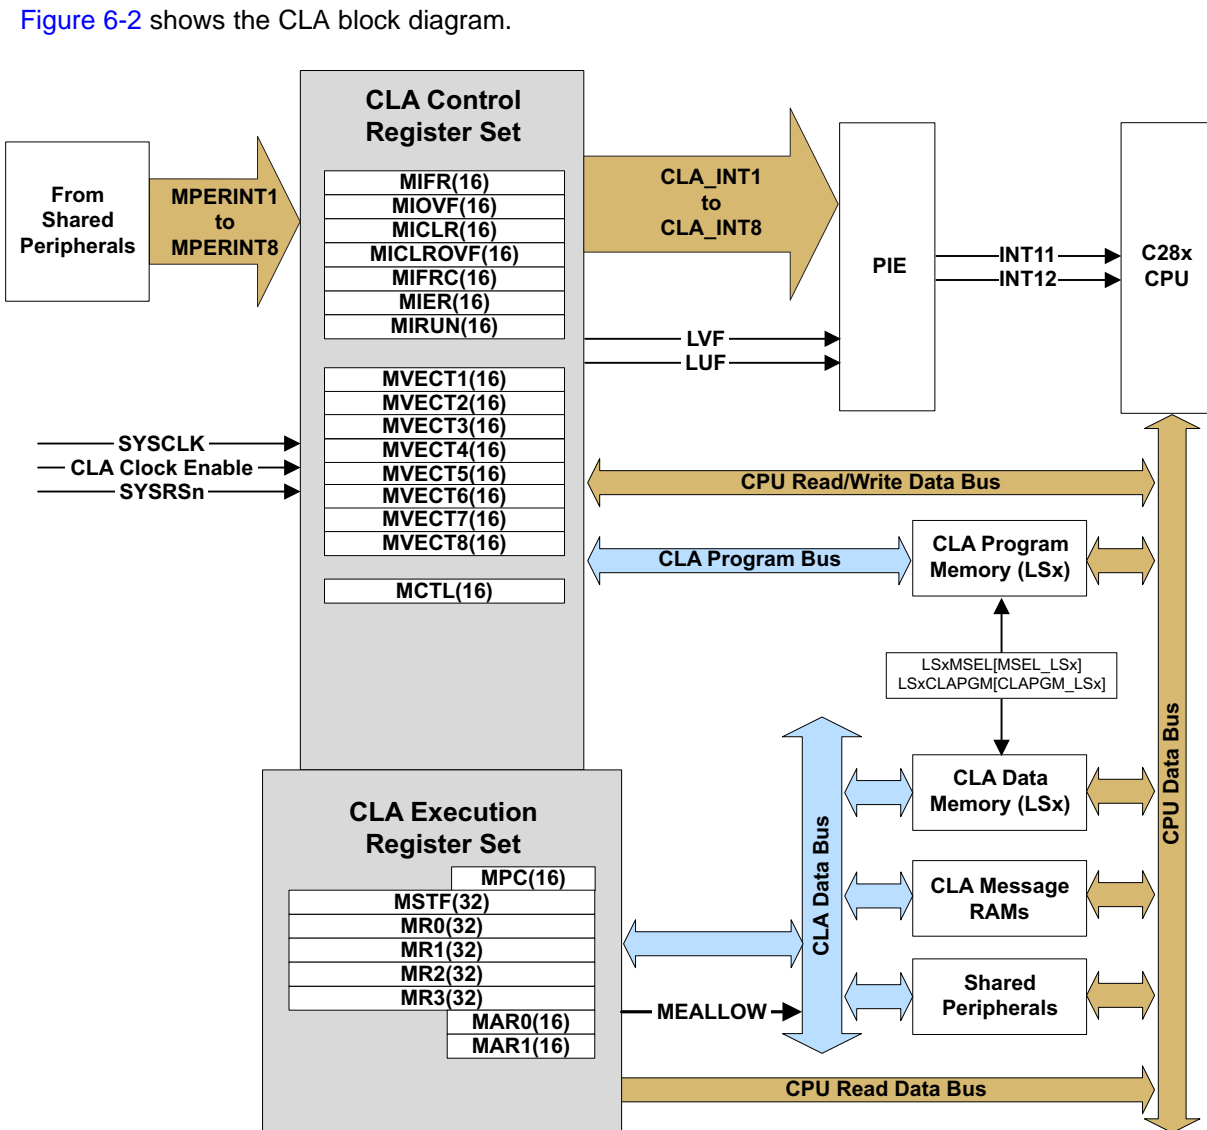 Figure 6-2 shows the CLA block diagram.
CLA Control
Register Set
From
Shared
Peripherals
MPERINT1
to
MPERINT8
MIFR(16)
MIOVF(16)
MICLR(16)
MICLROVF(16)
MIFRC(16)
MIER(16)
MIRUN(16)
CLA_INT1
to
CLA_INT8
LVF
LUF
PIE
INT11
INT12
C28x
CPU
MVECT1(16)
MVECT2(16)
MVECT3(16)
MVECT4(16)
MVECT5(16)
MVECT6(16)
MVECT7(16)
MVECT8(16)
SYSCLK
CLA Clock Enable
SYSRSn
MCTL(16)
CPU Read/Write Data Bus
CLA Program Bus
CLA Program
Memory (LSx)
LSxMSEL[MSEL_LSx]
LSxCLAPGM[CLAPGM_LSx]
CPU Data Bus
CLA Data Bus
CLA Data
Memory (LSx)
CLA Message
RAMs
Shared
Peripherals
CLA Execution
Register Set
MPC(16)
MSTF(32)
MR0(32)
MR1(32)
MR2(32)
MR3(32)
MAR0(16)
MAR1(16)
MEALLOW
CPU Read Data Bus